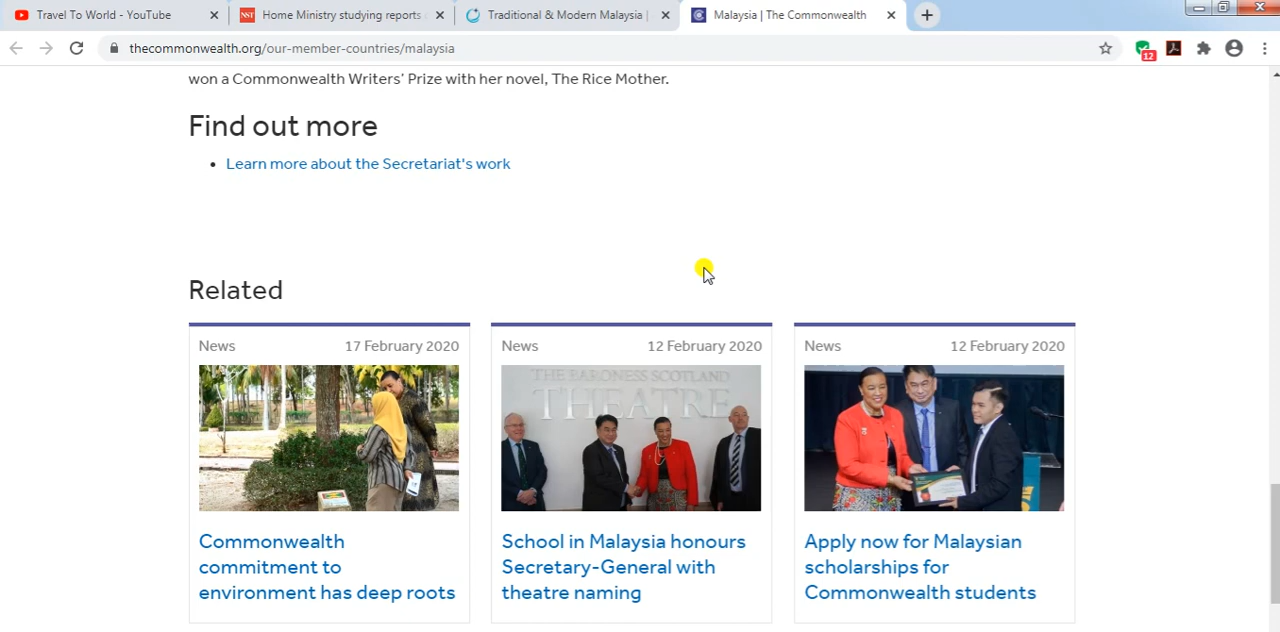 Travel To World - YouTube
NST
Home Ministry studying reports
Traditional & Modern Malaysia |
Malaysia | The Commonwealth
thecommonwealth.org/our-member-countries/malaysia
12
won a Commonwealth Writers' Prize with her novel, The Rice Mother.
Find out more
Learn more about the Secretariat's work
Related
News 17 February 2020
Commonwealth
commitment to
environment has deep roots
News 12 February 2020
THE BARONESS SCOTLAND
THEATRE
School in Malaysia honours
Secretary-General with
theatre naming
News 12 February 2020
Apply now for Malaysian
scholarships for
Commonwealth students